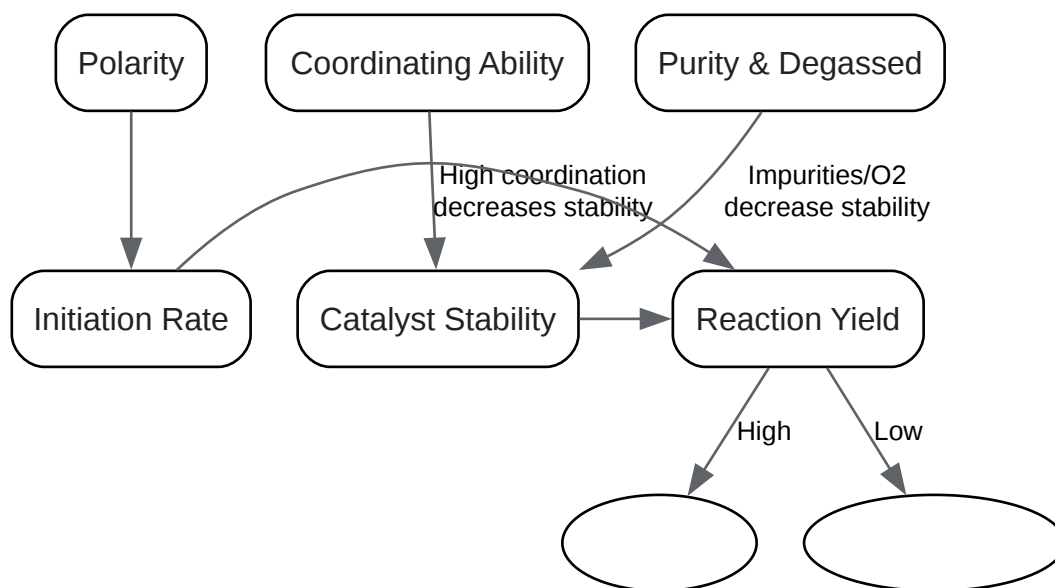 Polarity
Coordinating Ability
Purity & Degassed
High coordination
decreases stability
Impurities/O2
decrease stability
Initiation Rate
Catalyst Stability
Reaction Yield
High
Low